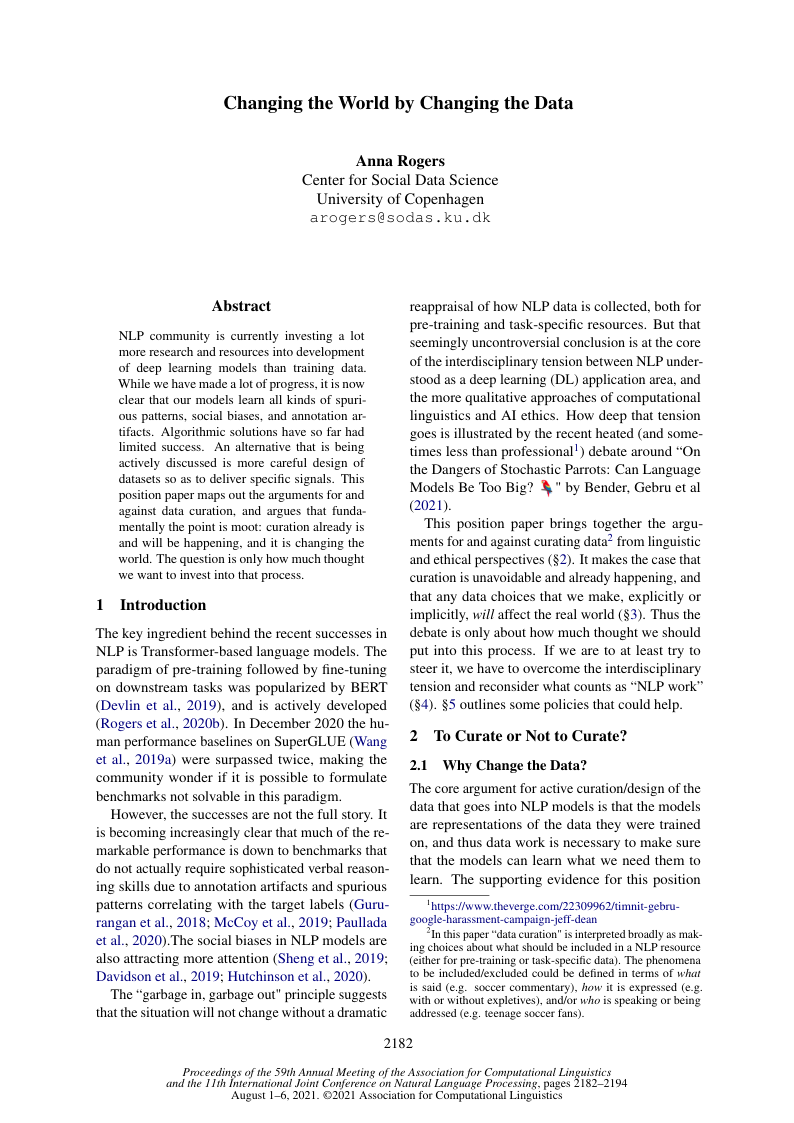 Changing the World by Changing the Data
Anna Rogers
Center for Social Data Science
University of Copenhagen
arogers@sodas.ku.dk
Abstract
NLP community is currently investing a lot
more research and resources into development
of deep learning models than training data.
While we have made a lot of progress, it is now
clear that our models learn all kinds of spuri-
ous patterns, social biases, and annotation ar-
tifacts. Algorithmic solutions have so far had
limited success. An alternative that is being
actively discussed is more careful design of
datasets so as to deliver specific signals. This
position paper maps out the arguments for and
against data curation, and argues that funda-
mentally the point is moot: curation already is
and will be happening, and it is changing the
world. The question is only how much thought
we want to invest into that process.
1 Introduction
The key ingredient behind the recent successes in
NLP is Transformer-based language models. The
paradigm of pre-training followed by fine-tuning
on downstream tasks was popularized by BERT
(Devlin et al., 2019), and is actively developed
(Rogers et al., 2020b). In December 2020 the hu-
man performance baselines on SuperGLUE (Wang
et al., 2019a) were surpassed twice, making the
community wonder if it is possible to formulate
benchmarks not solvable in this paradigm.
However, the successes are not the full story. It
is becoming increasingly clear that much of the re-
markable performance is down to benchmarks that
do not actually require sophisticated verbal reason-
ing skills due to annotation artifacts and spurious
patterns correlating with the target labels (Guru-
rangan et al., 2018; McCoy et al., 2019; Paullada
et al., 2020).The social biases in NLP models are
also attracting more attention (Sheng et al., 2019;
Davidson et al., 2019; Hutchinson et al., 2020).
The “garbage in, garbage out" principle suggests
that the situation will not change without a dramatic
reappraisal of how NLP data is collected, both for
pre-training and task-specific resources. But that
seemingly uncontroversial conclusion is at the core
of the interdisciplinary tension between NLP under-
stood as a deep learning (DL) application area, and
the more qualitative approaches of computational
linguistics and AI ethics. How deep that tension
goes is illustrated by the recent heated (and some-
times less than professional1) debate around “On
the Dangers of Stochastic Parrots: Can Language
Models Be Too Big? 🦜" by Bender, Gebru et al
(2021).
This position paper brings together the argu-
ments for and against curating data2 from linguistic
and ethical perspectives (§2). It makes the case that
curation is unavoidable and already happening, and
that any data choices that we make, explicitly or
implicitly, will affect the real world (§3). Thus the
debate is only about how much thought we should
put into this process. If we are to at least try to
steer it, we have to overcome the interdisciplinary
tension and reconsider what counts as “NLP work”
(§4). §5 outlines some policies that could help.
2 To Curate or Not to Curate?
2.1 Why Change the Data?
The core argument for active curation/design of the
data that goes into NLP models is that the models
are representations of the data they were trained
on, and thus data work is necessary to make sure
that the models can learn what we need them to
learn. The supporting evidence for this position
1https://www.theverge.com/22309962/timnit-gebru-
google-harassment-campaign-jeff-dean
2In this paper “data curation" is interpreted broadly as mak-
ing choices about what should be included in a NLP resource
(either for pre-training or task-specific data). The phenomena
to be included/excluded could be defined in terms of what
is said (e.g. soccer commentary), how it is expressed (e.g.
with or without expletives), and/or who is speaking or being
addressed (e.g. teenage soccer fans).
2182
Proceedings of the 59th Annual Meeting of the Association for Computational Linguistics
and the 11th International Joint Conference on Natural Language Processing, pages 2182–2194
August 1–6, 2021. ©2021 Association for Computational Linguistics